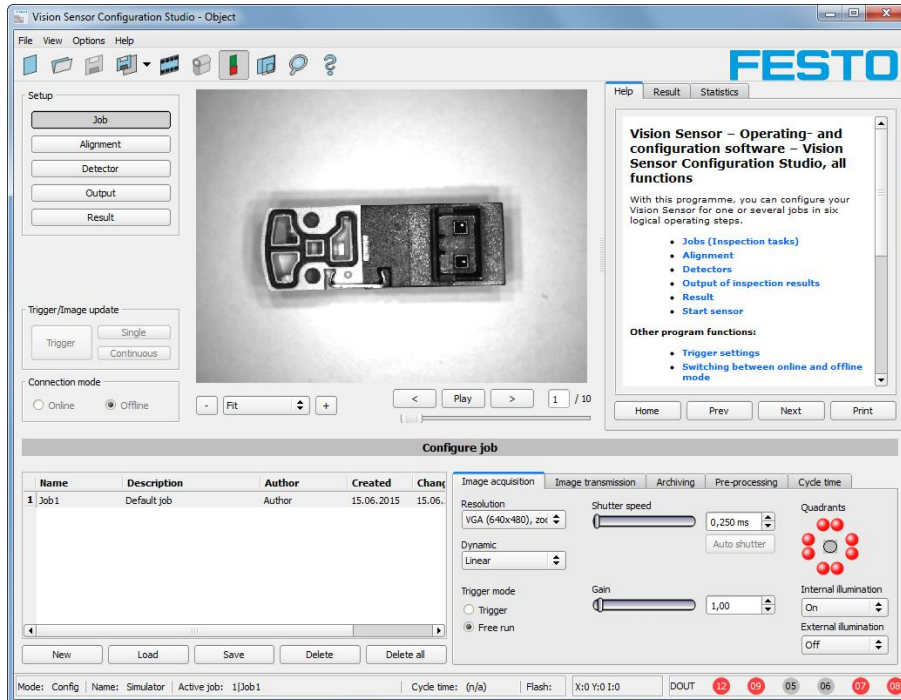 Vision Sensor Configuration Studio - Object
File View Options Help
FESTO
Setup
Job
Alignment
Detector
Output
Result
Trigger/Image update
Trigger
Single
Continuous
Connection mode
Online
Offline
-
Fit
+
<
Play
>
1 / 10
Help Result Statistics
Vision Sensor – Operating- and
configuration software – Vision
Sensor Configuration Studio, all
functions
With this programme, you can configure your
Vision Sensor for one or several jobs in six
logical operating steps.
• Jobs (Inspection tasks)
• Alignment
• Detectors
• Output of inspection results
• Result
• Start sensor
Other program functions:
• Trigger settings
• Switching between online and offline
mode
Home Prev Next Print
Configure job
Name Description Author Created Chang
1 Job1 Default job Author 15.06.2015 15.06.
New Load Save Delete Delete all
Image acquisition Image transmission Archiving Pre-processing Cycle time
Resolution
VGA (640x480), zoo
Dynamic
Linear
Trigger mode
Trigger
Free run
Shutter speed
0,250 ms
Auto shutter
Gain
1,00
Quadrants
Internal illumination
On
External illumination
Off
Mode: Config Name: Simulator Active job: 1|Job1 Cycle time: (n/a) Flash: X:0 Y:0 I:0 DOUT 12 09 05 06 07 08